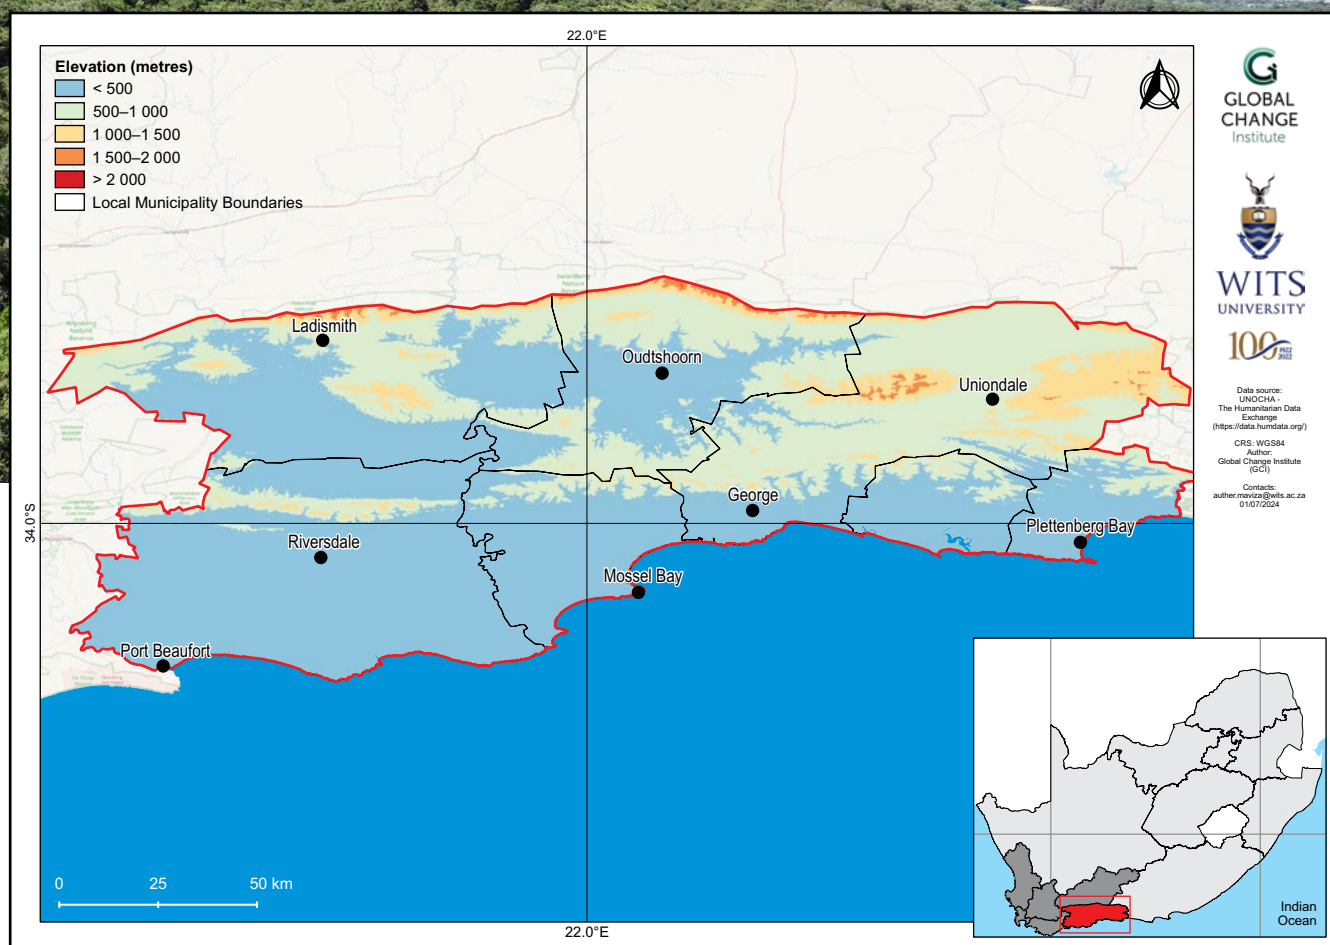 22.0°E
Elevation (metres)
< 500
500–1 000
1 000–1 500
1 500–2 000
> 2 000
Local Municipality Boundaries
Ladismith
Oudtshoorn
Uniondale
George
34.0°S
Riversdale
Plettenberg Bay
Mossel Bay
Port Beaufort
0 25 50 km
22.0°E
Indian
Ocean
GLOBAL
CHANGE
Institute
WITS
UNIVERSITY
100 1922
2022
Data source:
UNOCHA -
The Humanitarian Data
Exchange
(https://data.humdata.org/)
CRS: WGS84
Author:
Global Change Institute
(GCI)
Contacts:
auther.maviza@wits.ac.za
01/07/2024